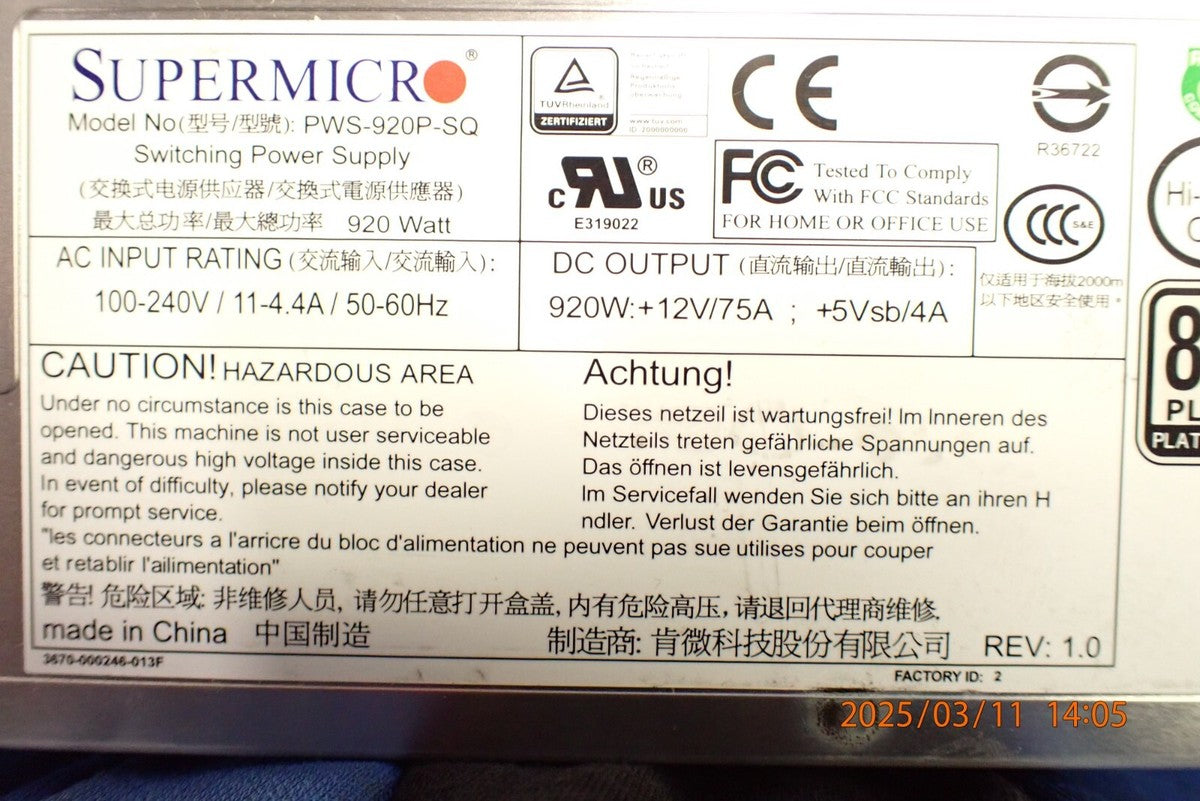 SUPERMICRO®
Model No(型号/型號): PWS-920P-SQ
Switching Power Supply
(交换式电源供应器/交換式電源供應器)
最大总功率/最大總功率 920 Watt
TÜVRheinland
ZERTIFIZIERT
www.tuv.com
CE
R36722
c RU® US
E319022
FC Tested To Comply
With FCC Standards
FOR HOME OR OFFICE USE
CCC S&E
仅适用于海拔2000m
以下地区安全使用。
Hi-
AC INPUT RATING (交流输入/交流輸入):
100-240V / 11-4.4A / 50-60Hz
DC OUTPUT (直流输出/直流輸出):
920W:+12V/75A ; +5Vsb/4A
8
PL
PLAT
CAUTION! HAZARDOUS AREA
Under no circumstance is this case to be
opened. This machine is not user serviceable
and dangerous high voltage inside this case.
In event of difficulty, please notify your dealer
for prompt service.
Achtung!
Dieses netzeil ist wartungsfrei! Im Inneren des
Netzteils treten gefährliche Spannungen auf.
Das öffnen ist levensgefährlich.
Im Servicefall wenden Sie sich bitte an ihren H
ndler. Verlust der Garantie beim öffnen.
"les connecteurs a l'arricre du bloc d'alimentation ne peuvent pas sue utilises pour couper
et retablir l'ailimentation"
警告! 危险区域: 非维修人员, 请勿任意打开盒盖, 内有危险高压, 请退回代理商维修.
made in China 中国制造
制造商: 肯微科技股份有限公司 REV: 1.0
3670-000246-013F
FACTORY ID: 2
2025/03/11 14:05